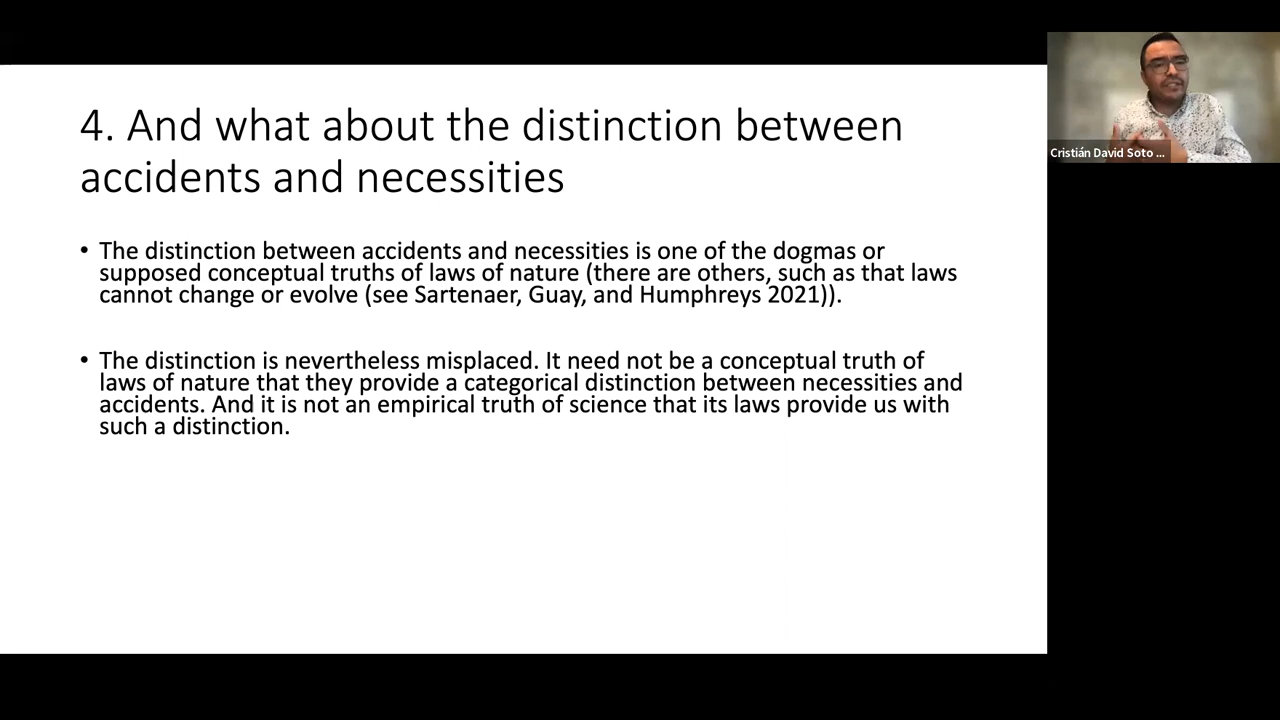 4. And what about the distinction between
accidents and necessities
• The distinction between accidents and necessities is one of the dogmas or
supposed conceptual truths of laws of nature (there are others, such as that laws
cannot change or evolve (see Sartenaer, Guay, and Humphreys 2021)).
• The distinction is nevertheless misplaced. It need not be a conceptual truth of
laws of nature that they provide a categorical distinction between necessities and
accidents. And it is not an empirical truth of science that its laws provide us with
such a distinction.
Cristián David Soto ...